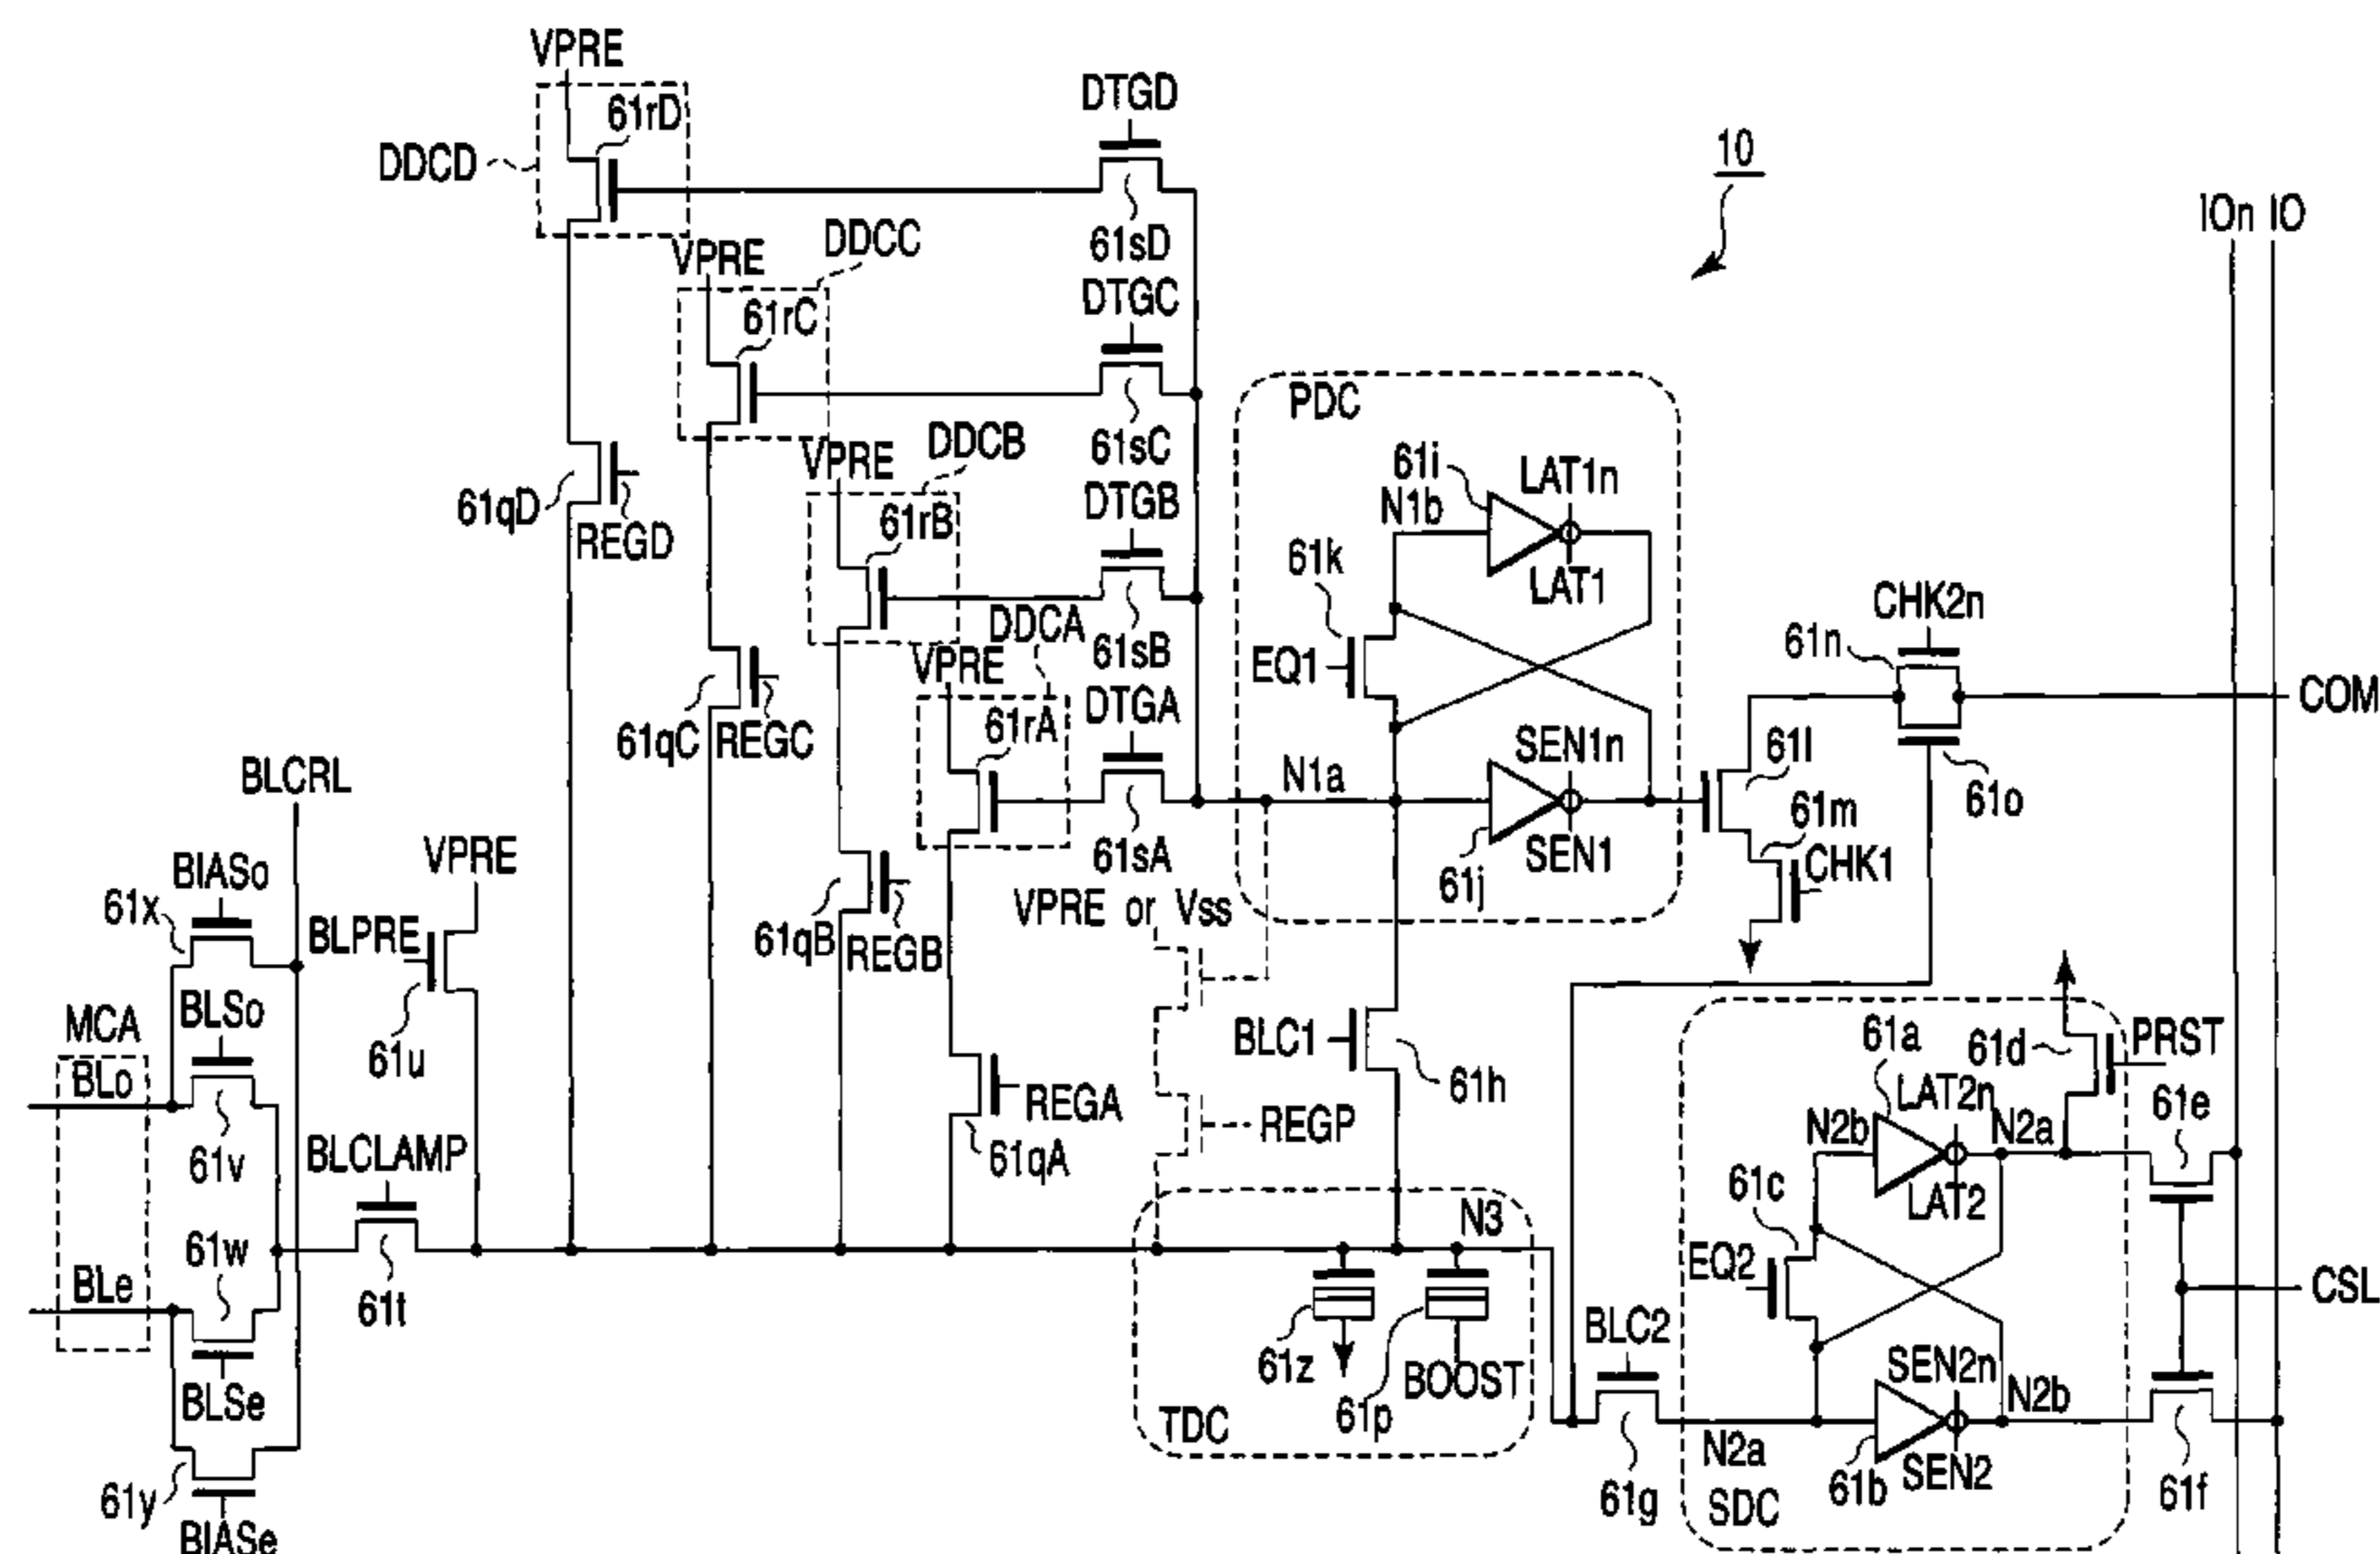 VPRE
61rD
DDCD
DTGD
10
IOn IO
61sD
VPRE
DDCC
61rC
DTGC
61qD
REGD
61sC
VPRE
DDCB
61rB
DTGB
PDC
61i
N1b
LAT1n
LAT1
61k
EQ1
CHK2n
61n
COM
61qC
REGC
61sB
VPRE
DDCA
61rA
DTGA
N1a
SEN1n
SEN1
61j
61l
61o
61m
CHK1
BLCRL
VPRE
BIASo
61x
BLPRE
61u
61qB
REGB
61sA
VPRE or Vss
MCA
BLSo
BLo
61v
BLCLAMP
REGA
61qA
REGP
BLC1
61h
61a
61d
PRST
LAT2n
N2b
N2a
61e
LAT2
61c
EQ2
61w
BLe
61t
N3
61z
61p
BOOST
TDC
BLC2
CSL
BLSe
SEN2n
N2b
61g
N2a
61b
SEN2
61f
SDC
61y
BIASe